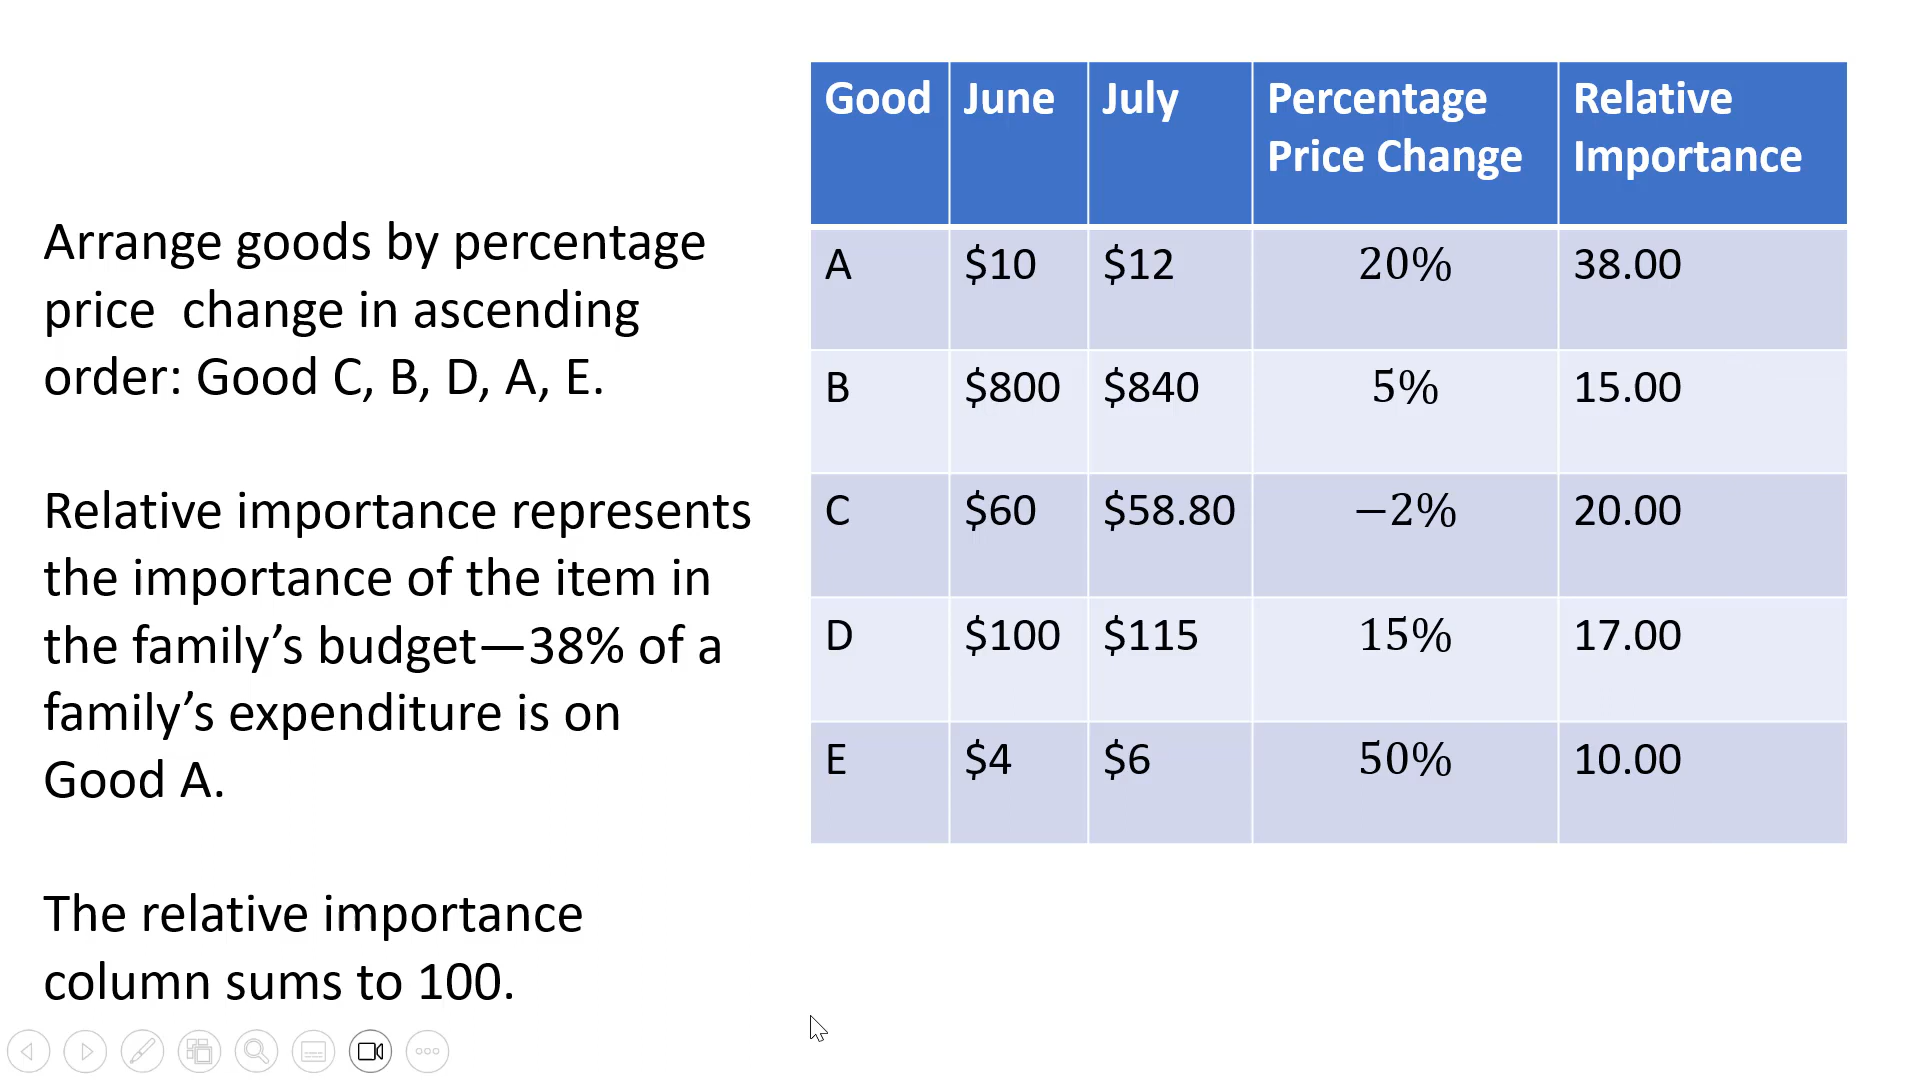 Arrange goods by percentage
price  change in ascending
order: Good C, B, D, A, E.
Relative importance represents
the importance of the item in
the family’s budget—38% of a
family’s expenditure is on
Good A.
The relative importance
column sums to 100.
Good June July Percentage Price Change Relative Importance
A $10 $12 20% 38.00
B $800 $840 5% 15.00
C $60 $58.80 −2% 20.00
D $100 $115 15% 17.00
E $4 $6 50% 10.00